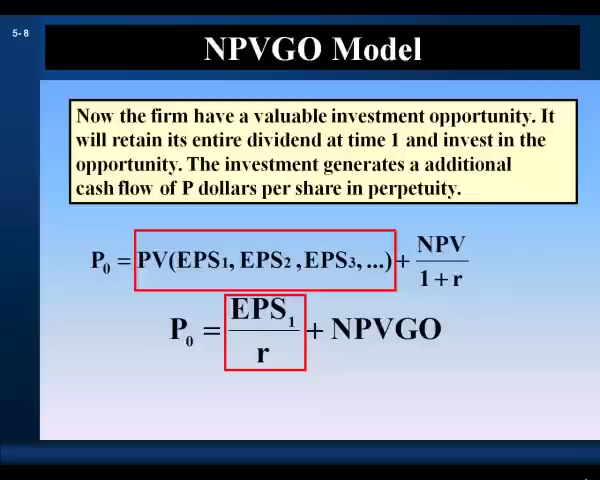 5-8
NPVGO Model
Now the firm have a valuable investment opportunity. It
will retain its entire dividend at time 1 and invest in the
opportunity. The investment generates a additional
cash flow of P dollars per share in perpetuity.
P₀ = PV(EPS₁, EPS₂ ,EPS₃, ...) + NPV / 1 + r
P₀ = EPS₁ / r + NPVGO